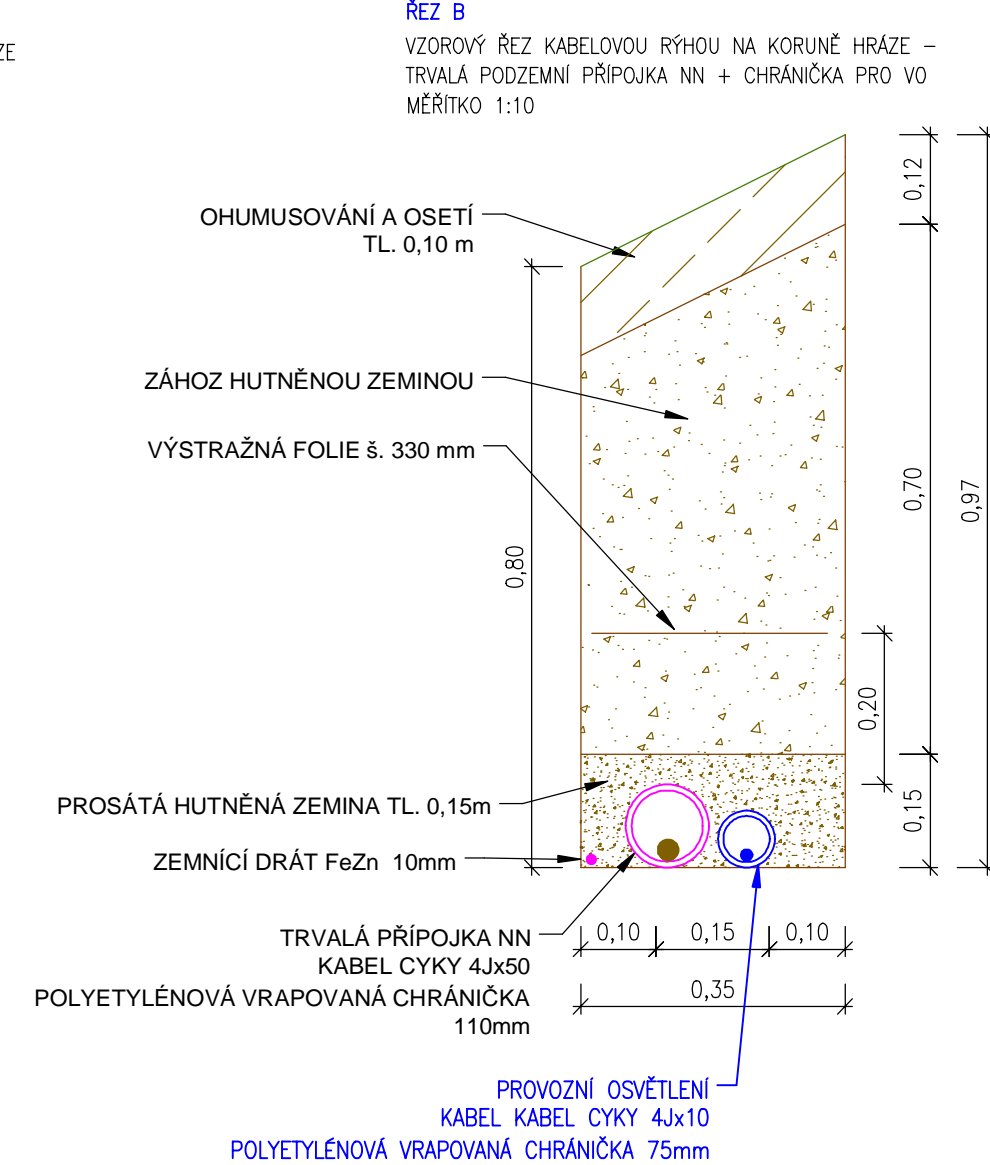 ŘEZ B
ZE
VZOROVÝ ŘEZ KABELOVOU RÝHOU NA KORUNĚ HRÁZE –
TRVALÁ PODZEMNÍ PŘÍPOJKA NN + CHRÁNIČKA PRO VO
MĚŘÍTKO 1:10
0,12
OHUMUSOVÁNÍ A OSETÍ
TL. 0,10 m
ZÁHOZ HUTNĚNOU ZEMINOU
VÝSTRAŽNÁ FOLIE š. 330 mm
0,70
0,97
0,80
0,20
PROSÁTÁ HUTNĚNÁ ZEMINA TL. 0,15m
0,15
ZEMNÍCÍ DRÁT FeZn 10mm
TRVALÁ PŘÍPOJKA NN
KABEL CYKY 4Jx50
POLYETYLÉNOVÁ VRAPOVANÁ CHRÁNIČKA
110mm
0,10 0,15 0,10
0,35
PROVOZNÍ OSVĚTLENÍ
KABEL KABEL CYKY 4Jx10
POLYETYLÉNOVÁ VRAPOVANÁ CHRÁNIČKA 75mm